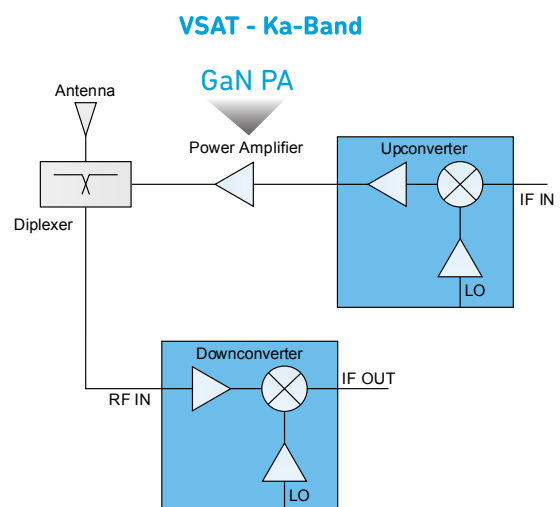 VSAT - Ka-Band
GaN PA
Antenna
Power Amplifier
Upconverter
IF IN
Diplexer
LO
Downconverter
IF OUT
RF IN
LO